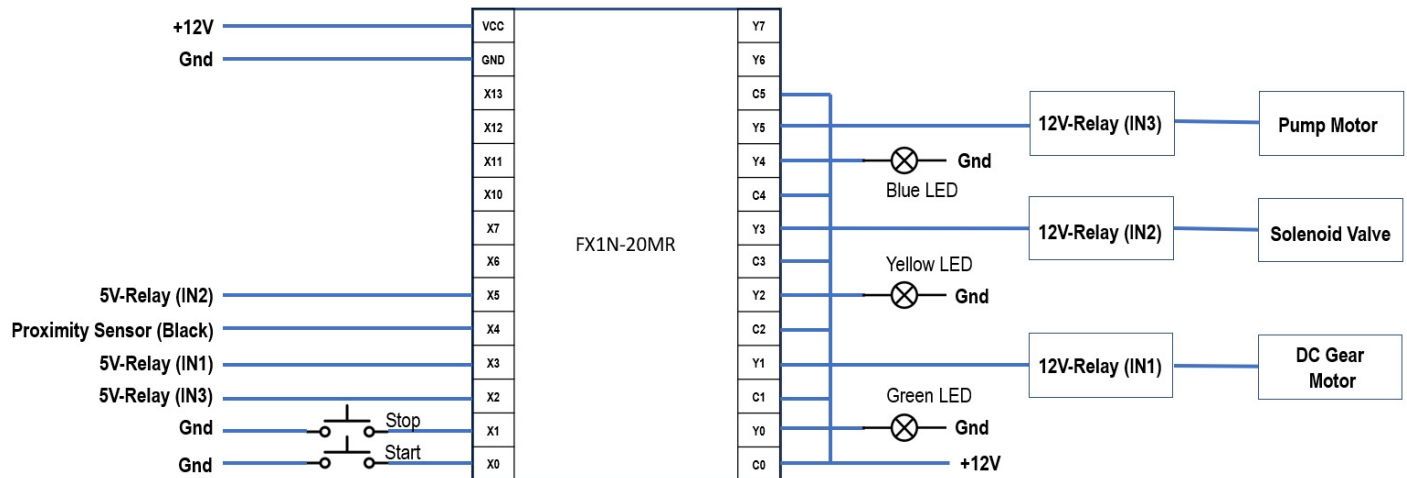 +12V
Gnd
5V-Relay (IN2)
Proximity Sensor (Black)
5V-Relay (IN1)
5V-Relay (IN3)
Gnd
Stop
Gnd
Start
VCC
GND
X13
X12
X11
X10
X7
X6
X5
X4
X3
X2
X1
X0
FX1N-20MR
Y7
Y6
C5
Y5
Y4
C4
Y3
C3
Y2
C2
Y1
C1
Y0
C0
12V-Relay (IN3)
Pump Motor
Gnd
Blue LED
12V-Relay (IN2)
Solenoid Valve
Yellow LED
Gnd
12V-Relay (IN1)
DC Gear
Motor
Green LED
Gnd
+12V